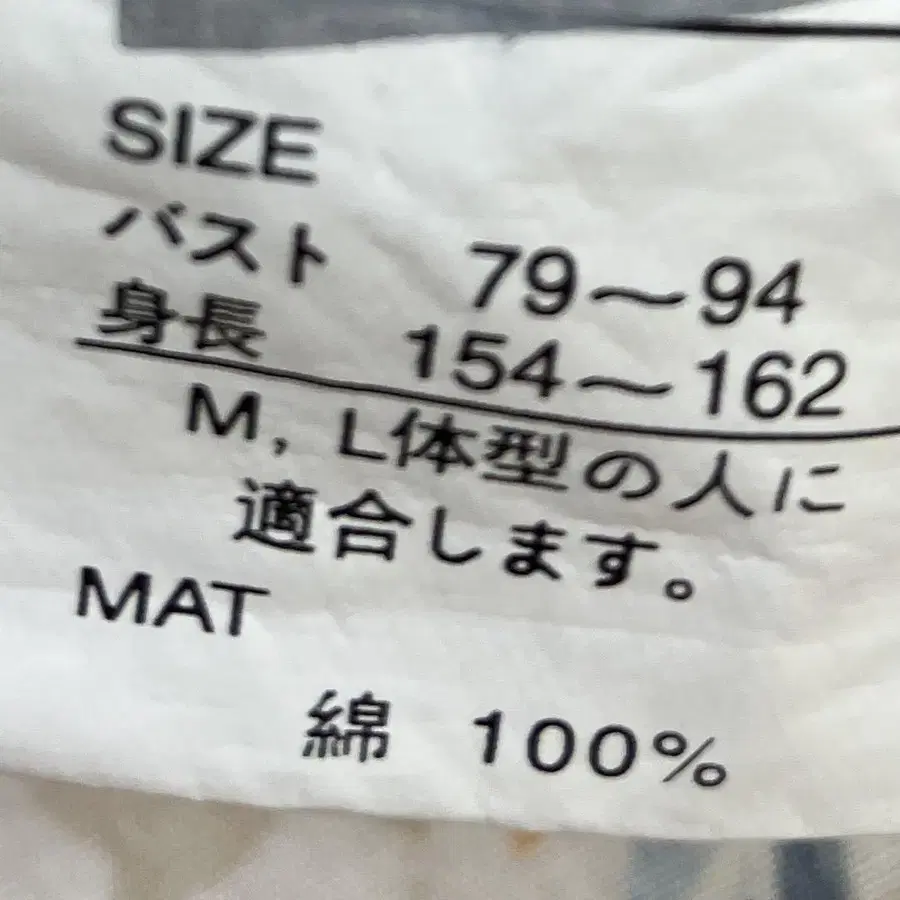 SIZE
バスト 79～94
身長 154～162
M, L体型の人に
適合します。
MAT
綿 100%